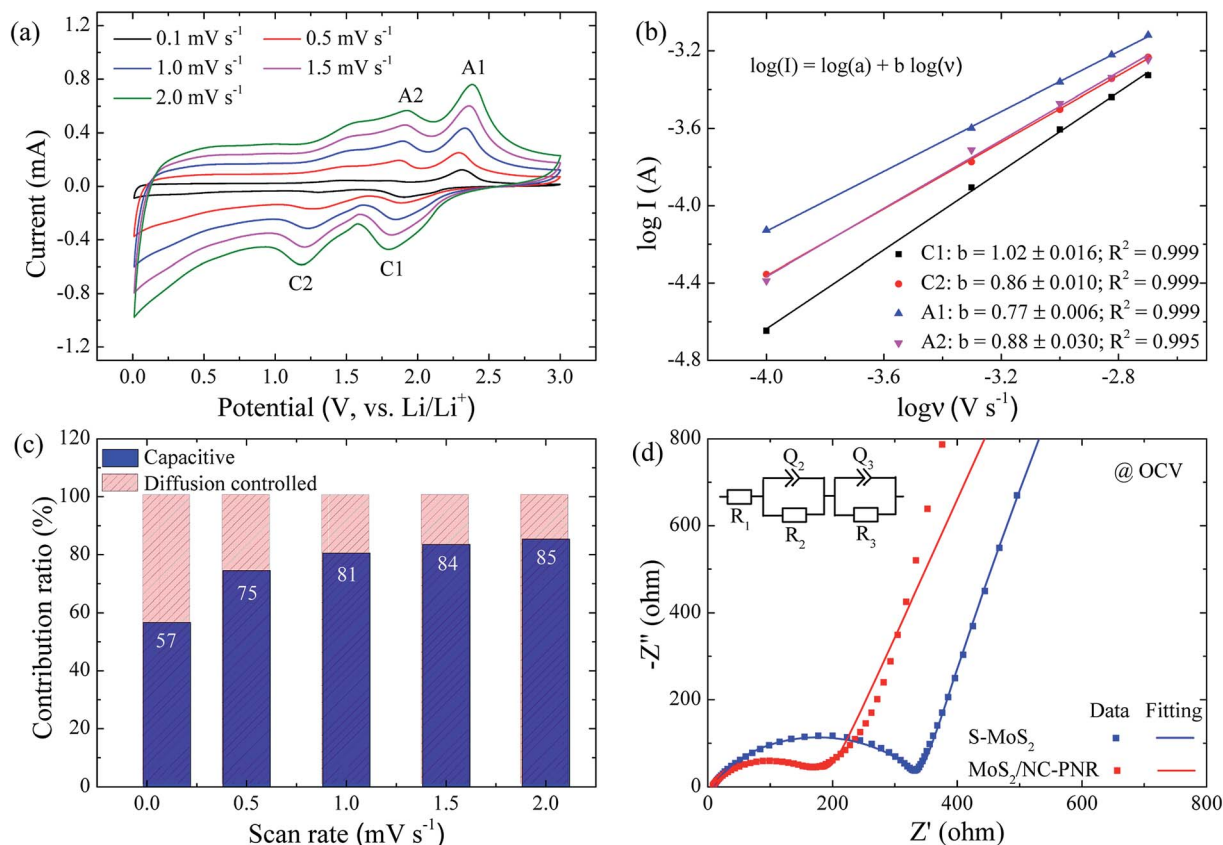 (a)
0.1 mV s⁻¹ 0.5 mV s⁻¹
1.0 mV s⁻¹ 1.5 mV s⁻¹
2.0 mV s⁻¹
A1
A2
C2
C1
1.2
0.8
0.4
0.0
-0.4
-0.8
-1.2
Current (mA)
0.0 0.5 1.0 1.5 2.0 2.5 3.0
Potential (V, vs. Li/Li⁺)
(b)
log(I) = log(a) + b log(ν)
C1: b = 1.02 ± 0.016; R² = 0.999
C2: b = 0.86 ± 0.010; R² = 0.999
A1: b = 0.77 ± 0.006; R² = 0.999
A2: b = 0.88 ± 0.030; R² = 0.995
-3.2
-3.6
-4.0
-4.4
-4.8
log I (A)
-4.0 -3.6 -3.2 -2.8
logν (V s⁻¹)
(c)
Capacitive
Diffusion controlled
120
100
80
60
40
20
0
Contribution ratio (%)
57 75 81 84 85
0.0 0.5 1.0 1.5 2.0
Scan rate (mV s⁻¹)
(d)
@ OCV
Q₂ Q₃
R₁ R₂ R₃
800
600
400
200
0
-Z'' (ohm)
Data Fitting
S-MoS₂
MoS₂/NC-PNR
0 200 400 600 800
Z' (ohm)